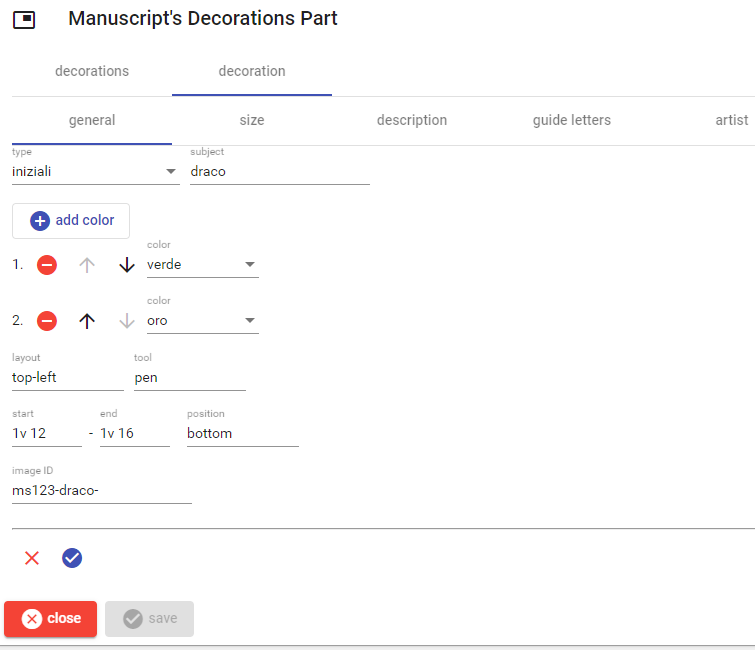 Manuscript's Decorations Part
decorations decoration
general size description guide letters artist
type subject
iniziali draco
add color
color
1. verde
color
2. oro
layout tool
top-left pen
start end position
1v 12 - 1v 16 bottom
image ID
ms123-draco-
close save